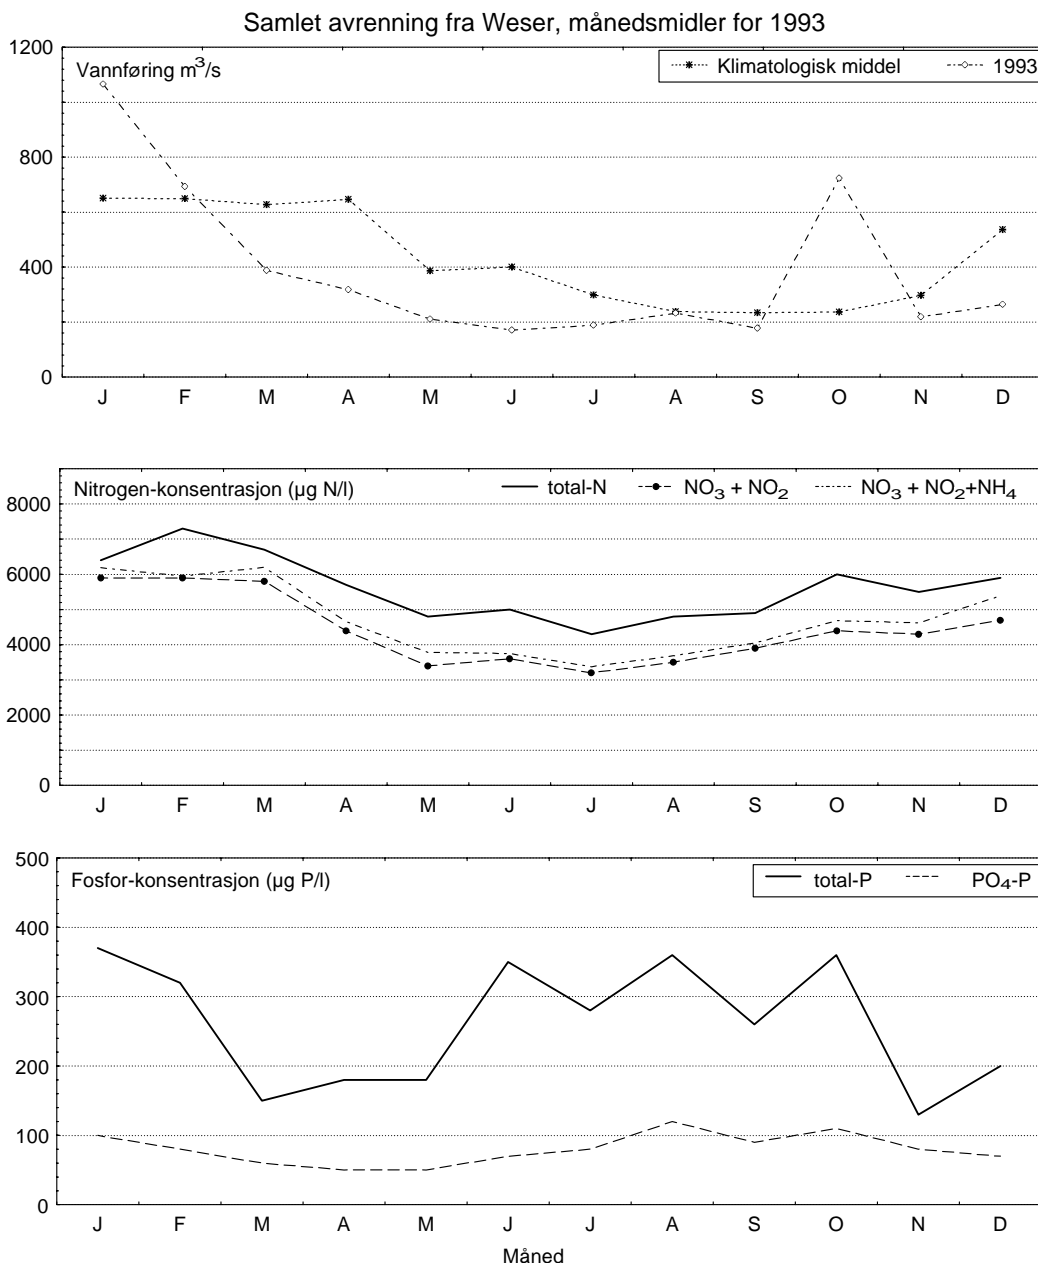 Samlet avrenning fra Weser, månedsmidler for 1993
1200
Vannføring m³/s
Klimatologisk middel
1993
800
400
0
J F M A M J J A S O N D
Nitrogen-konsentrasjon (µg N/l)
total-N
NO₃ + NO₂
NO₃ + NO₂+NH₄
8000
6000
4000
2000
0
J F M A M J J A S O N D
500
Fosfor-konsentrasjon (µg P/l)
total-P
PO₄-P
400
300
200
100
0
J F M A M J J A S O N D
Måned